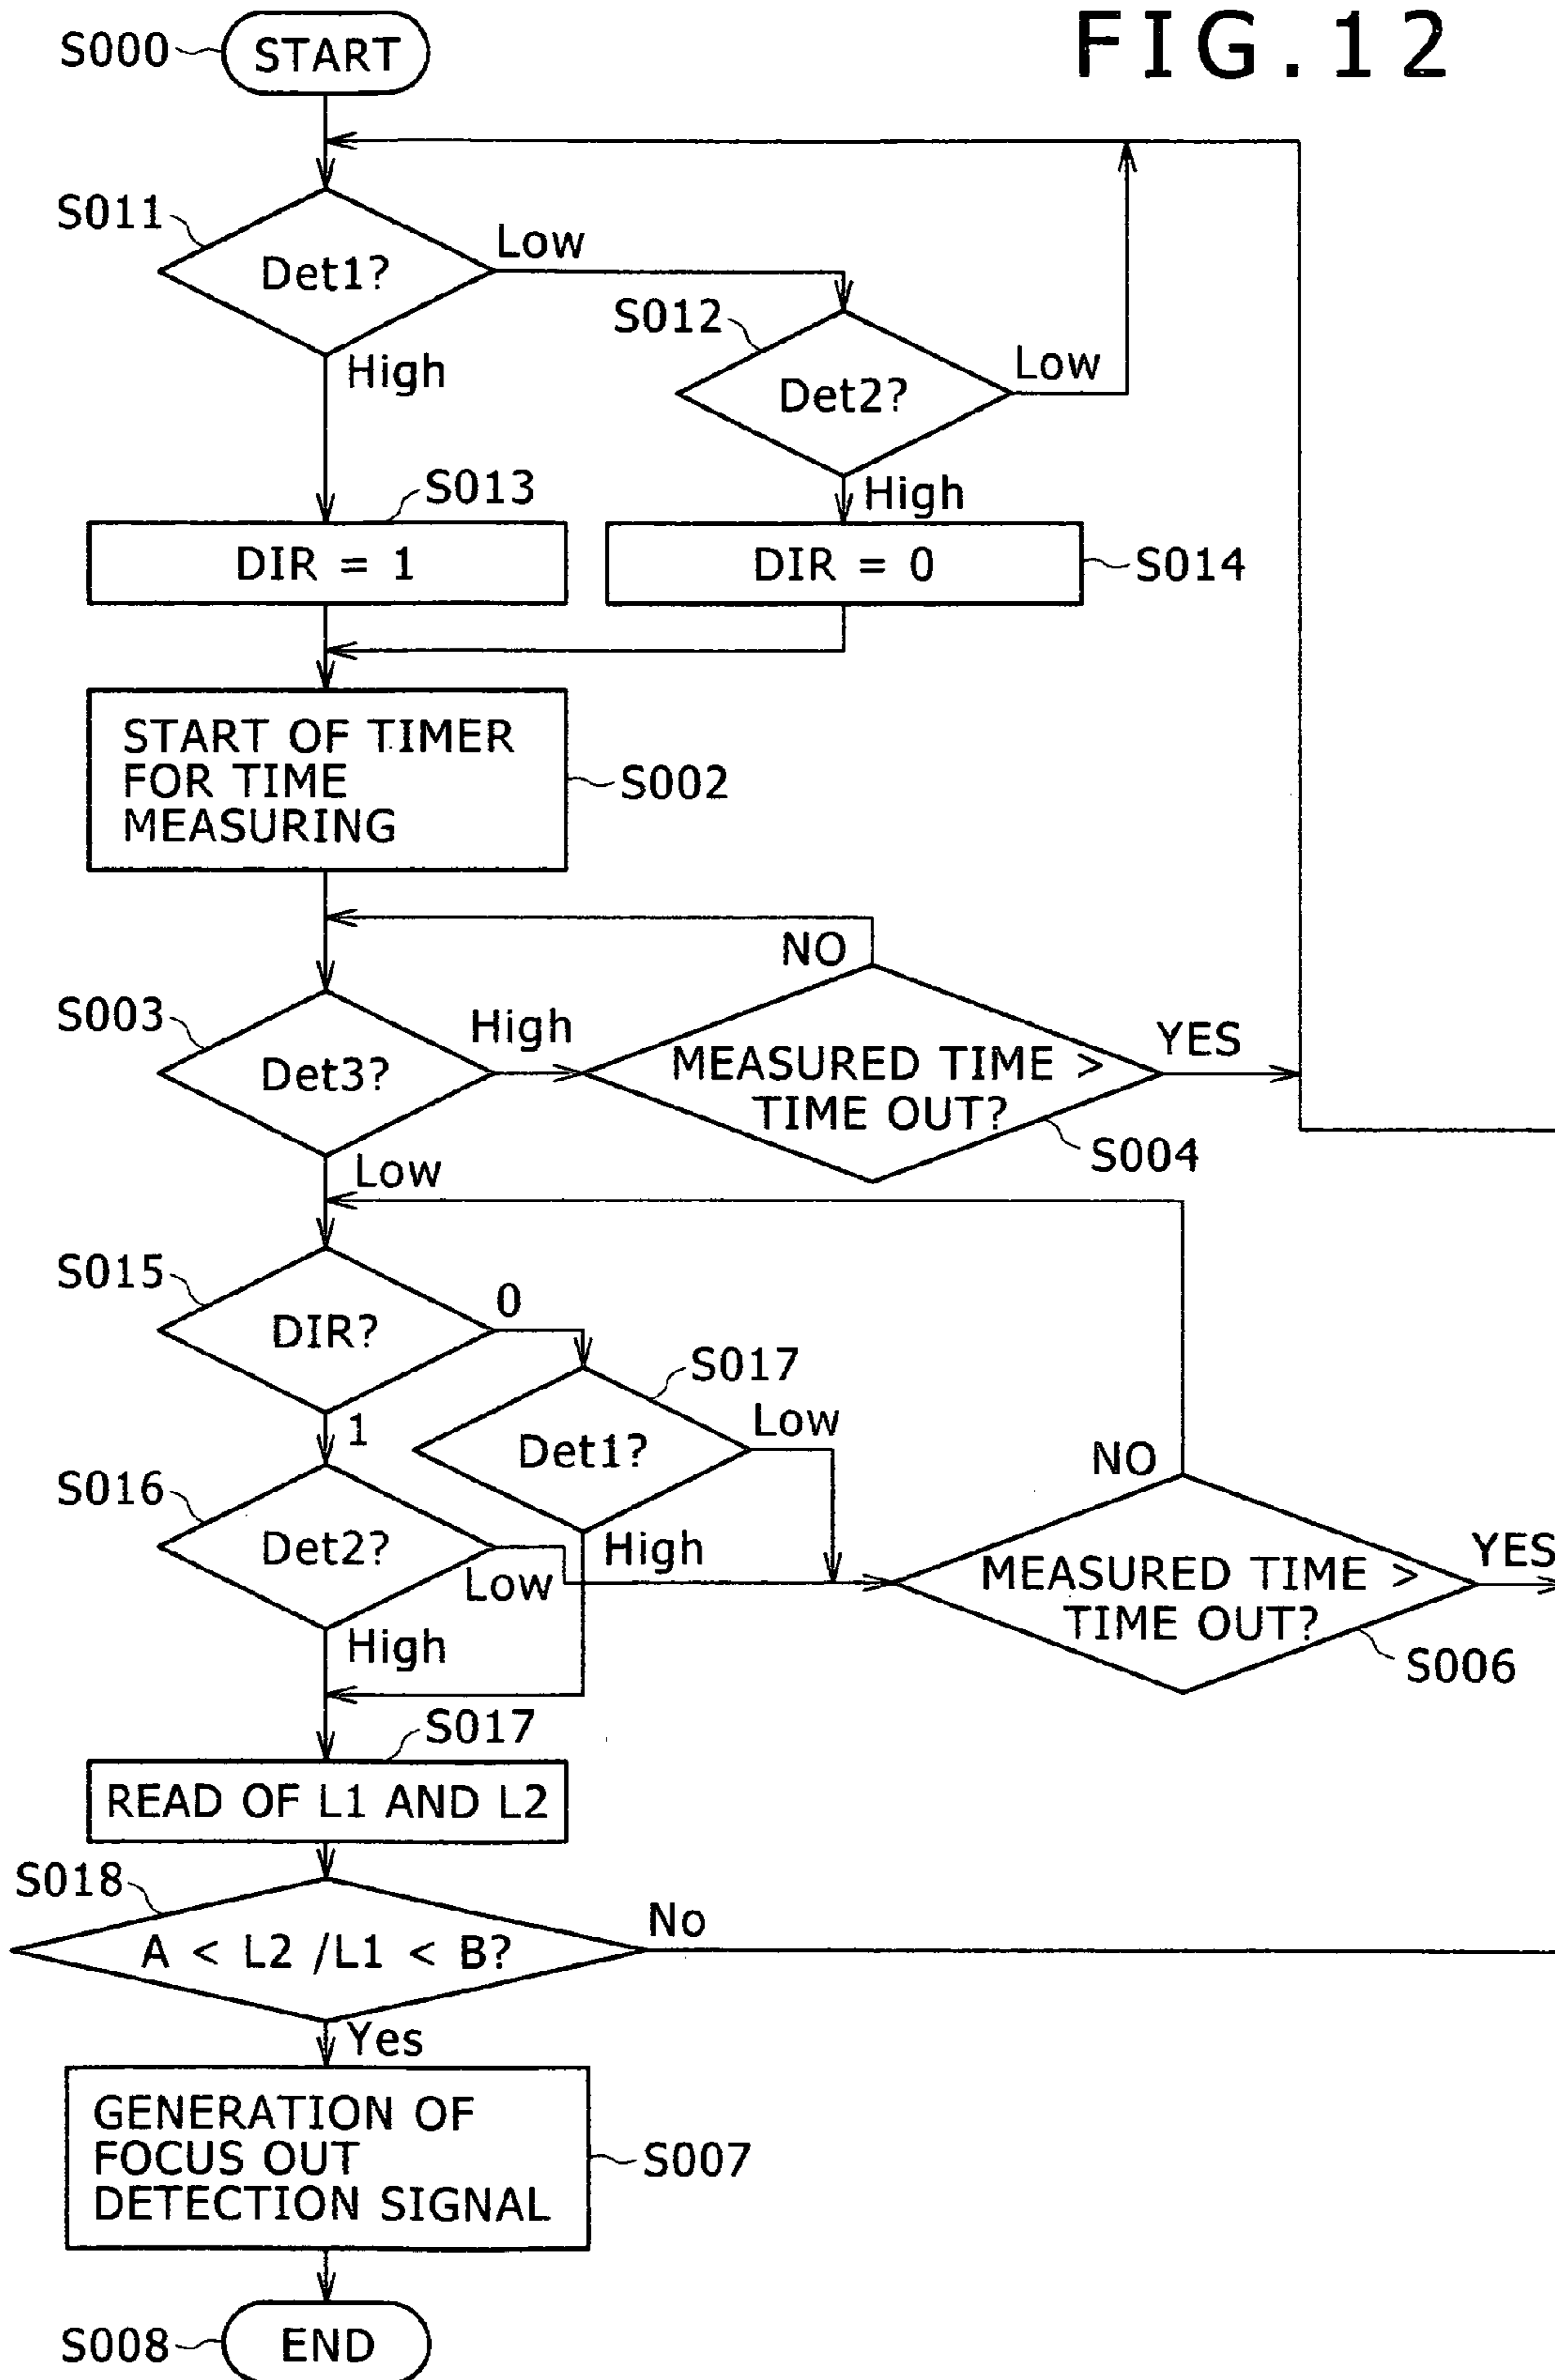 FIG.12
S000
START
S011
Det1?
Low
High
S012
Det2?
Low
High
S013
DIR = 1
DIR = 0
S014
START OF TIMER
FOR TIME
MEASURING
S002
NO
S003
Det3?
High
MEASURED TIME >
TIME OUT?
YES
S004
Low
S015
DIR?
0
1
S017
Det1?
Low
High
S016
Det2?
Low
High
NO
MEASURED TIME >
TIME OUT?
YES
S006
S017
READ OF L1 AND L2
S018
A < L2 /L1 < B?
No
Yes
GENERATION OF
FOCUS OUT
DETECTION SIGNAL
S007
S008
END